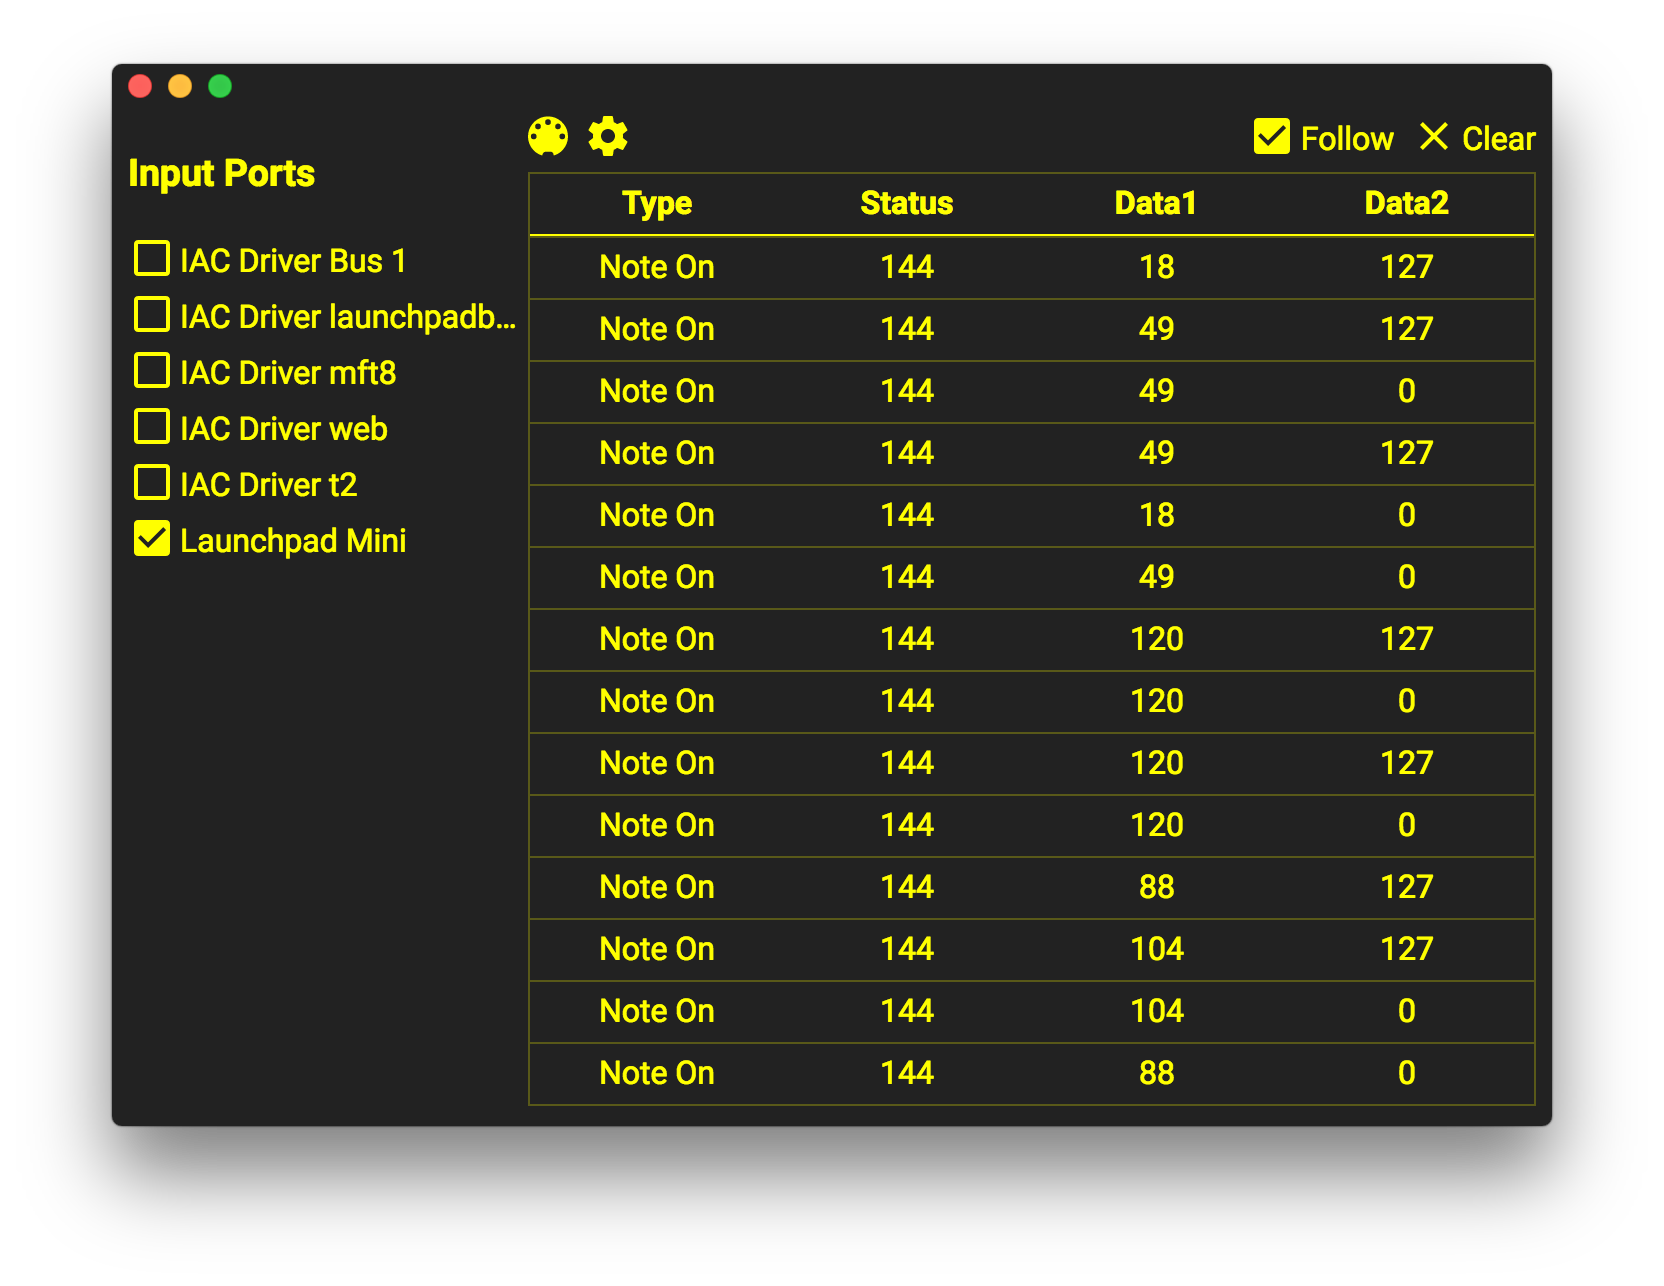 Input Ports
IAC Driver Bus 1
IAC Driver launchpadb...
IAC Driver mft8
IAC Driver web
IAC Driver t2
Launchpad Mini
Follow Clear
Type Status Data1 Data2
Note On 144 18 127
Note On 144 49 127
Note On 144 49 0
Note On 144 49 127
Note On 144 18 0
Note On 144 49 0
Note On 144 120 127
Note On 144 120 0
Note On 144 120 127
Note On 144 120 0
Note On 144 88 127
Note On 144 104 127
Note On 144 104 0
Note On 144 88 0